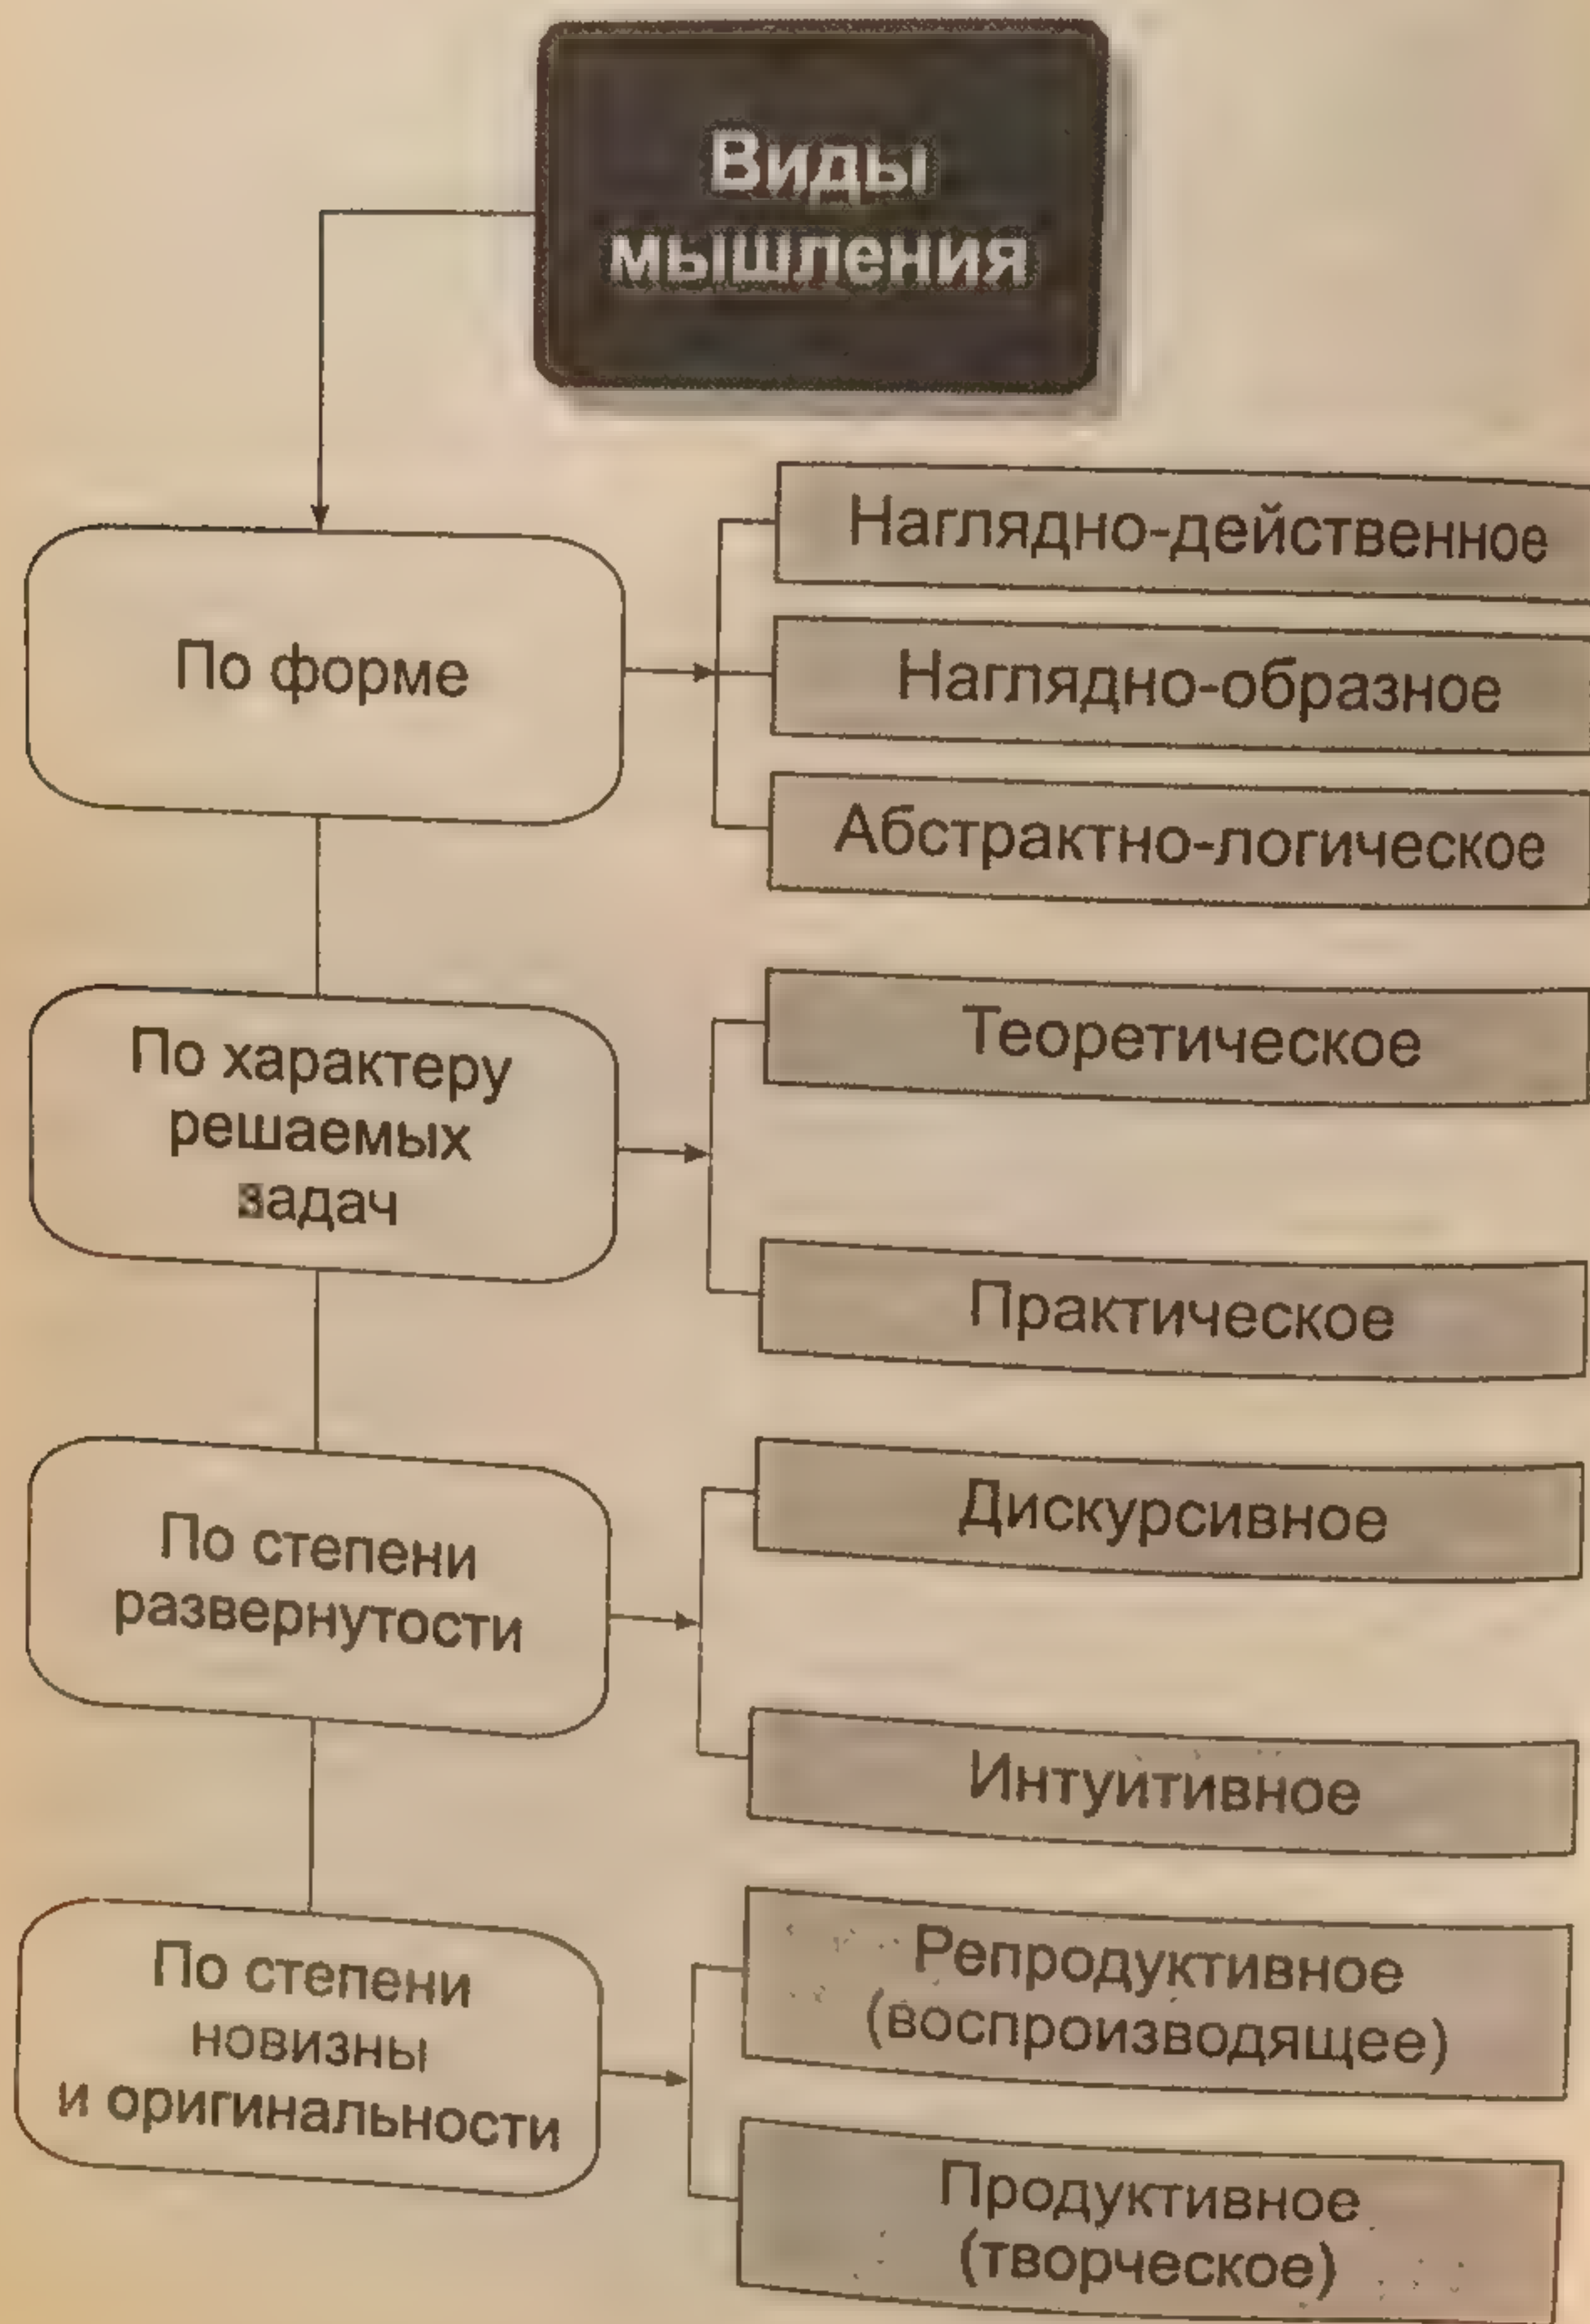 Виды
мышления
По форме
Наглядно-действенное
Наглядно-образное
Абстрактно-логическое
По характеру
решаемых
задач
Теоретическое
Практическое
По степени
развернутости
Дискурсивное
Интуитивное
По степени
новизны
и оригинальности
Репродуктивное
(воспроизводящее)
Продуктивное
(творческое)